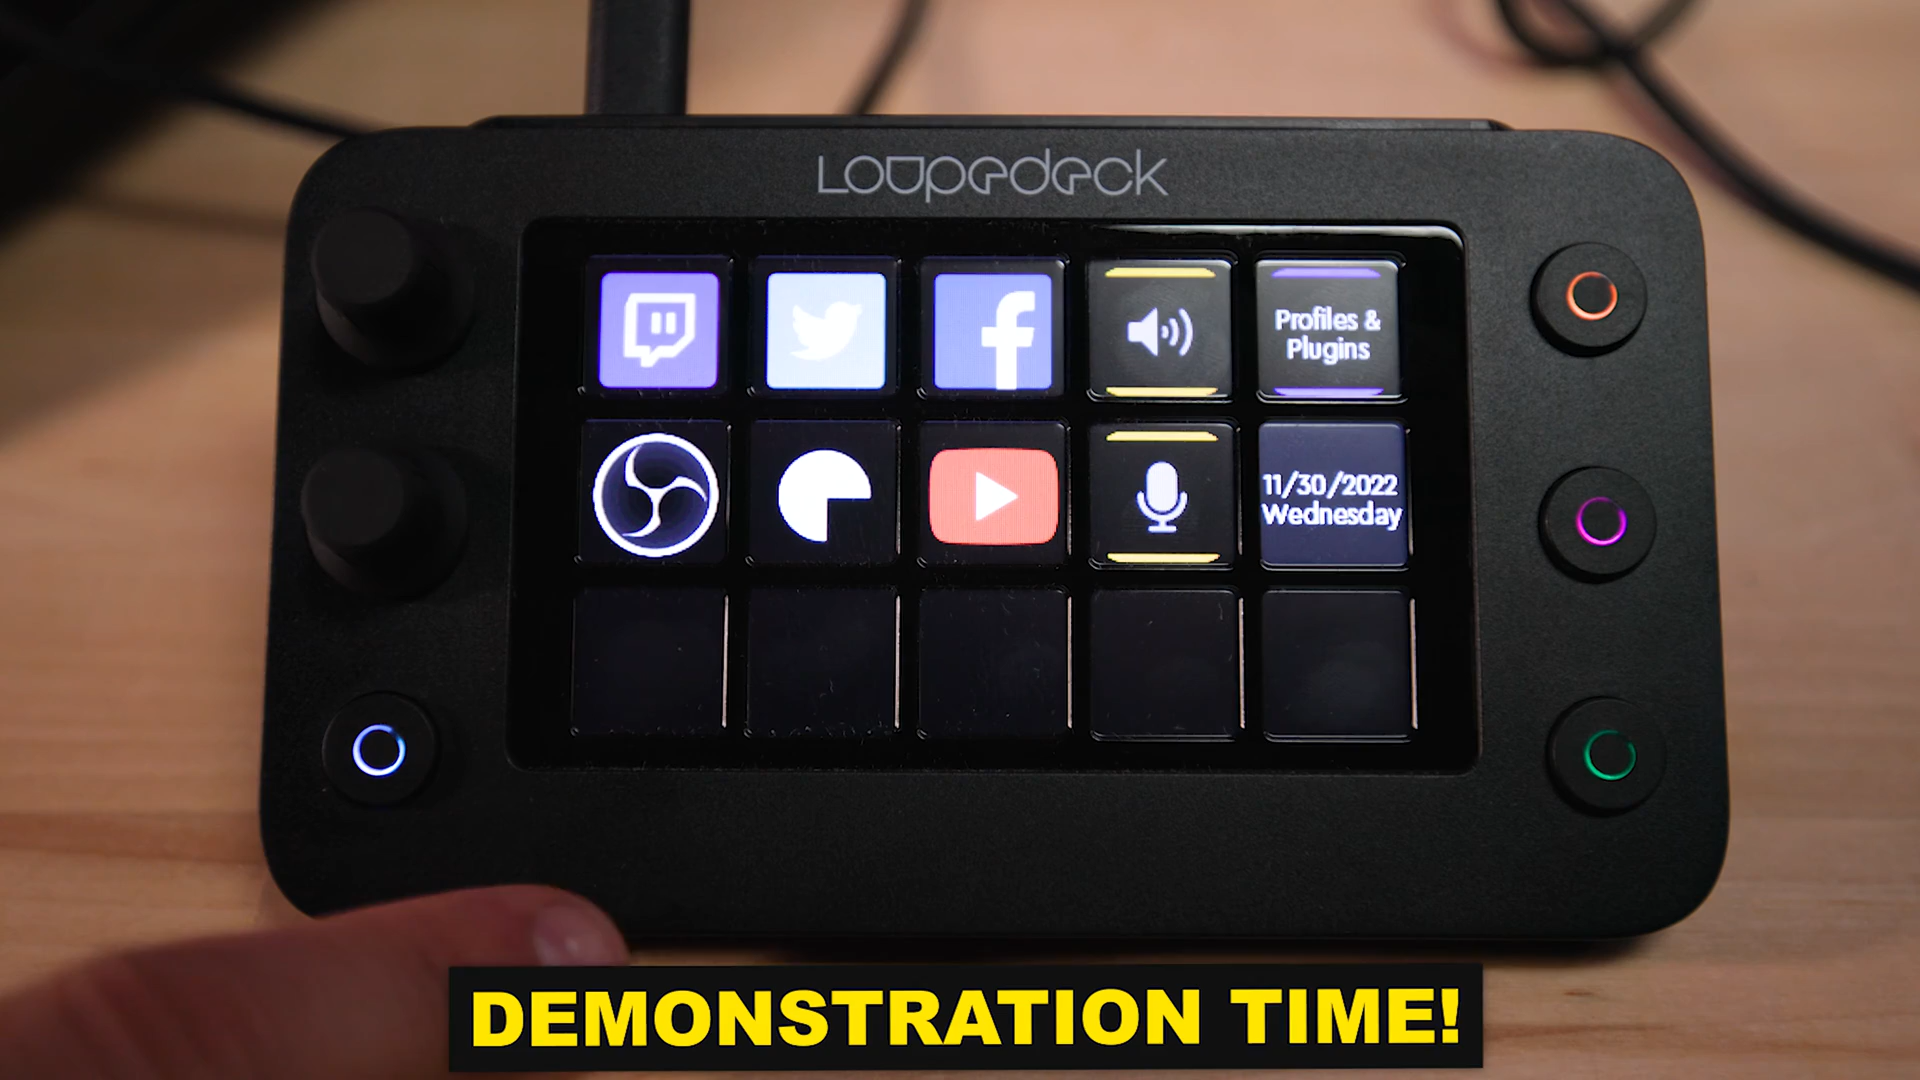 Loupedeck
Profiles &
Plugins
11/30/2022
Wednesday
DEMONSTRATION TIME!